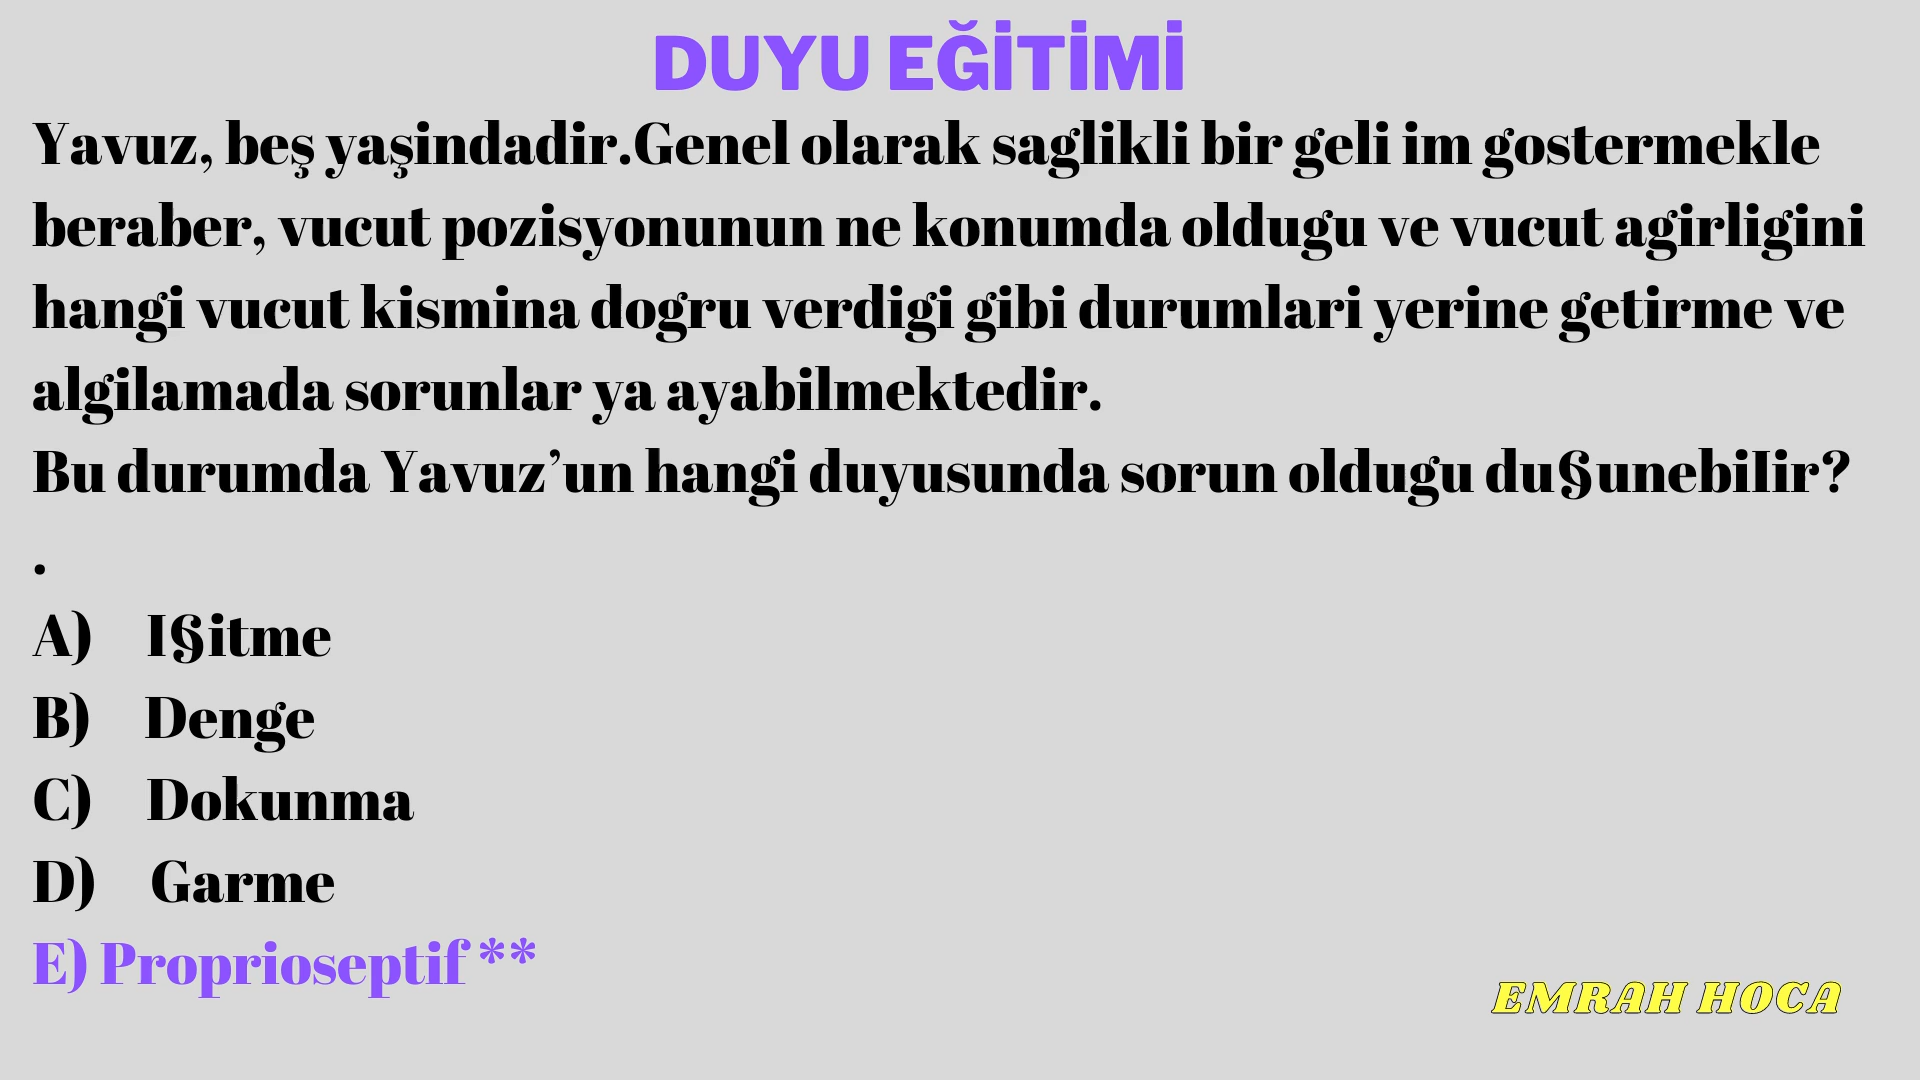 DUYU EĞİTİMİ
Yavuz, beş yaşindadir.Genel olarak saglikli bir geli im gostermekle
beraber, vucut pozisyonunun ne konumda oldugu ve vucut agirligini
hangi vucut kismina dogru verdigi gibi durumlari yerine getirme ve
algilamada sorunlar ya ayabilmektedir.
Bu durumda Yavuz’un hangi duyusunda sorun oldugu du§unebiIir?
.
A) I§itme
B) Denge
C) Dokunma
D) Garme
E) Proprioseptif **
EMRAH HOCA